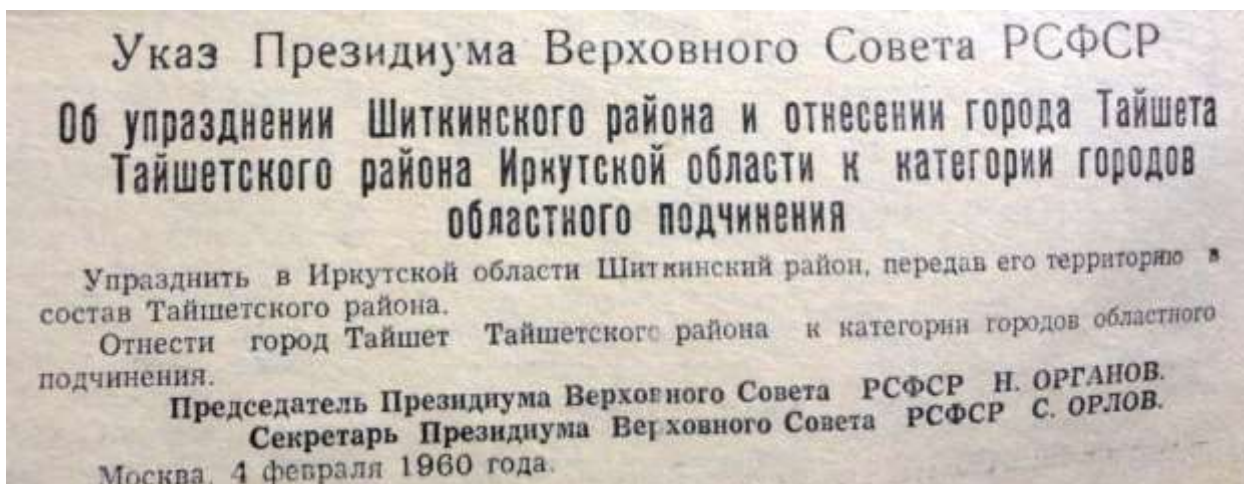 Указ Президиума Верховного Совета РСФСР
Об упразднении Шиткинского района и отнесении города Тайшета
Тайшетского района Иркутской области к категории городов
областного подчинения
Упразднить в Иркутской области Шиткинский район, передав его территорию в
состав Тайшетского района.
Отнести город Тайшет Тайшетского района к категории городов областного
подчинения.
Председатель Президиума Верховного Совета РСФСР Н. ОРГАНОВ.
Секретарь Президиума Верховного Совета РСФСР С. ОРЛОВ.
Москва, 4 февраля 1960 года.